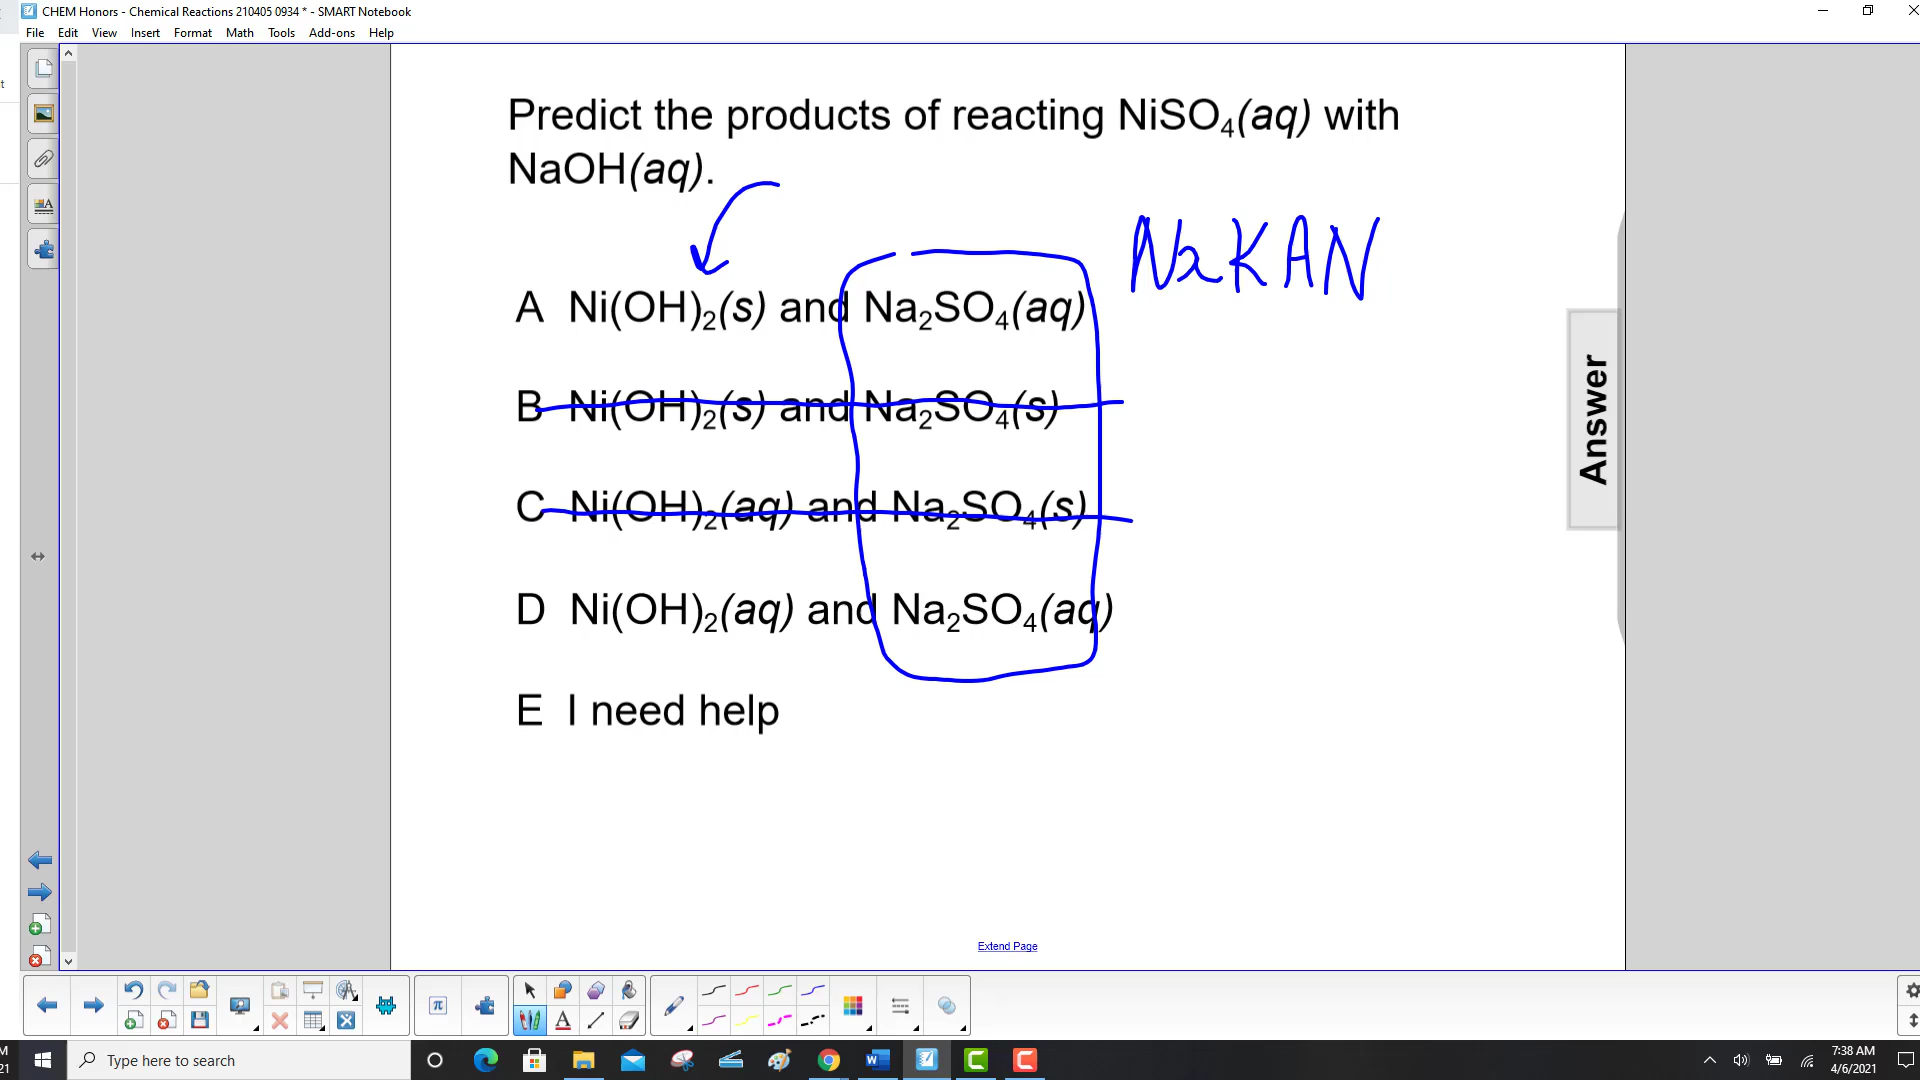 CHEM Honors - Chemical Reactions 210405 0934 * - SMART Notebook
File Edit View Insert Format Math Tools Add-ons Help
Predict the products of reacting NiSO₄(aq) with
NaOH(aq).
NaKAN
A Ni(OH)₂(s) and Na₂SO₄(aq)
B Ni(OH)₂(s) and Na₂SO₄(s)
C Ni(OH)₂(aq) and Na₂SO₄(s)
D Ni(OH)₂(aq) and Na₂SO₄(aq)
E I need help
Answer
Extend Page
Type here to search
7:38 AM
4/6/2021